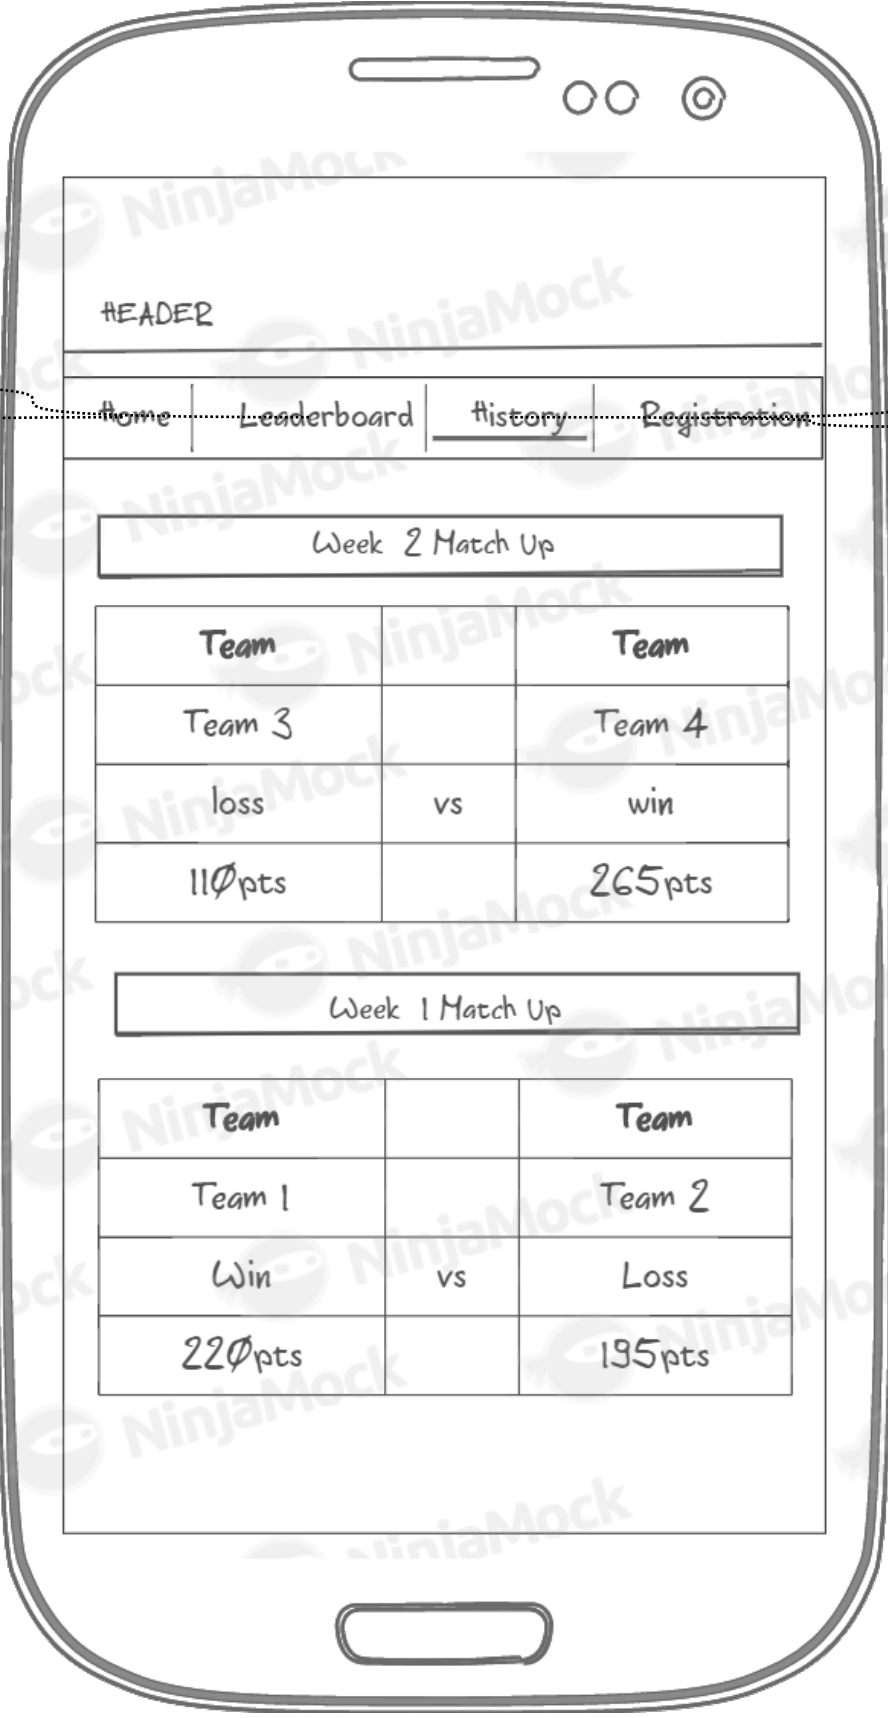 HEADER
Home Leaderboard History Registration
Week 2 Match Up
Team Team
Team 3 Team 4
loss vs win
110pts 265pts
Week 1 Match Up
Team Team
Team 1 Team 2
Win vs Loss
220pts 195pts
NinjaMock